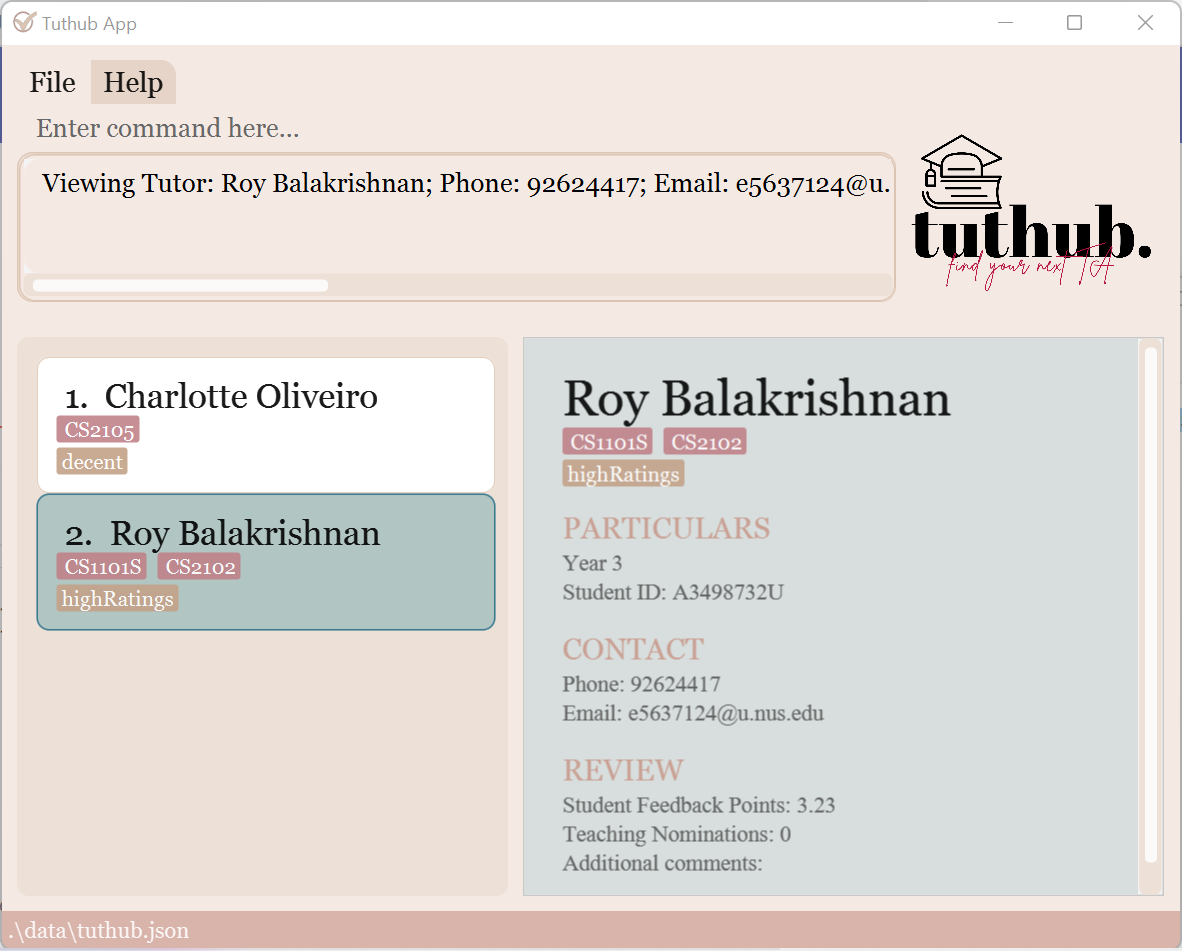 Tuthub App
File Help
Enter command here...
Viewing Tutor: Roy Balakrishnan; Phone: 92624417; Email: e5637124@u.
tuthub.
find your next TA
1. Charlotte Oliveiro
CS2105
decent
2. Roy Balakrishnan
CS1101S CS2102
highRatings
Roy Balakrishnan
CS1101S CS2102
highRatings
PARTICULARS
Year 3
Student ID: A3498732U
CONTACT
Phone: 92624417
Email: e5637124@u.nus.edu
REVIEW
Student Feedback Points: 3.23
Teaching Nominations: 0
Additional comments:
.\data\tuthub.json